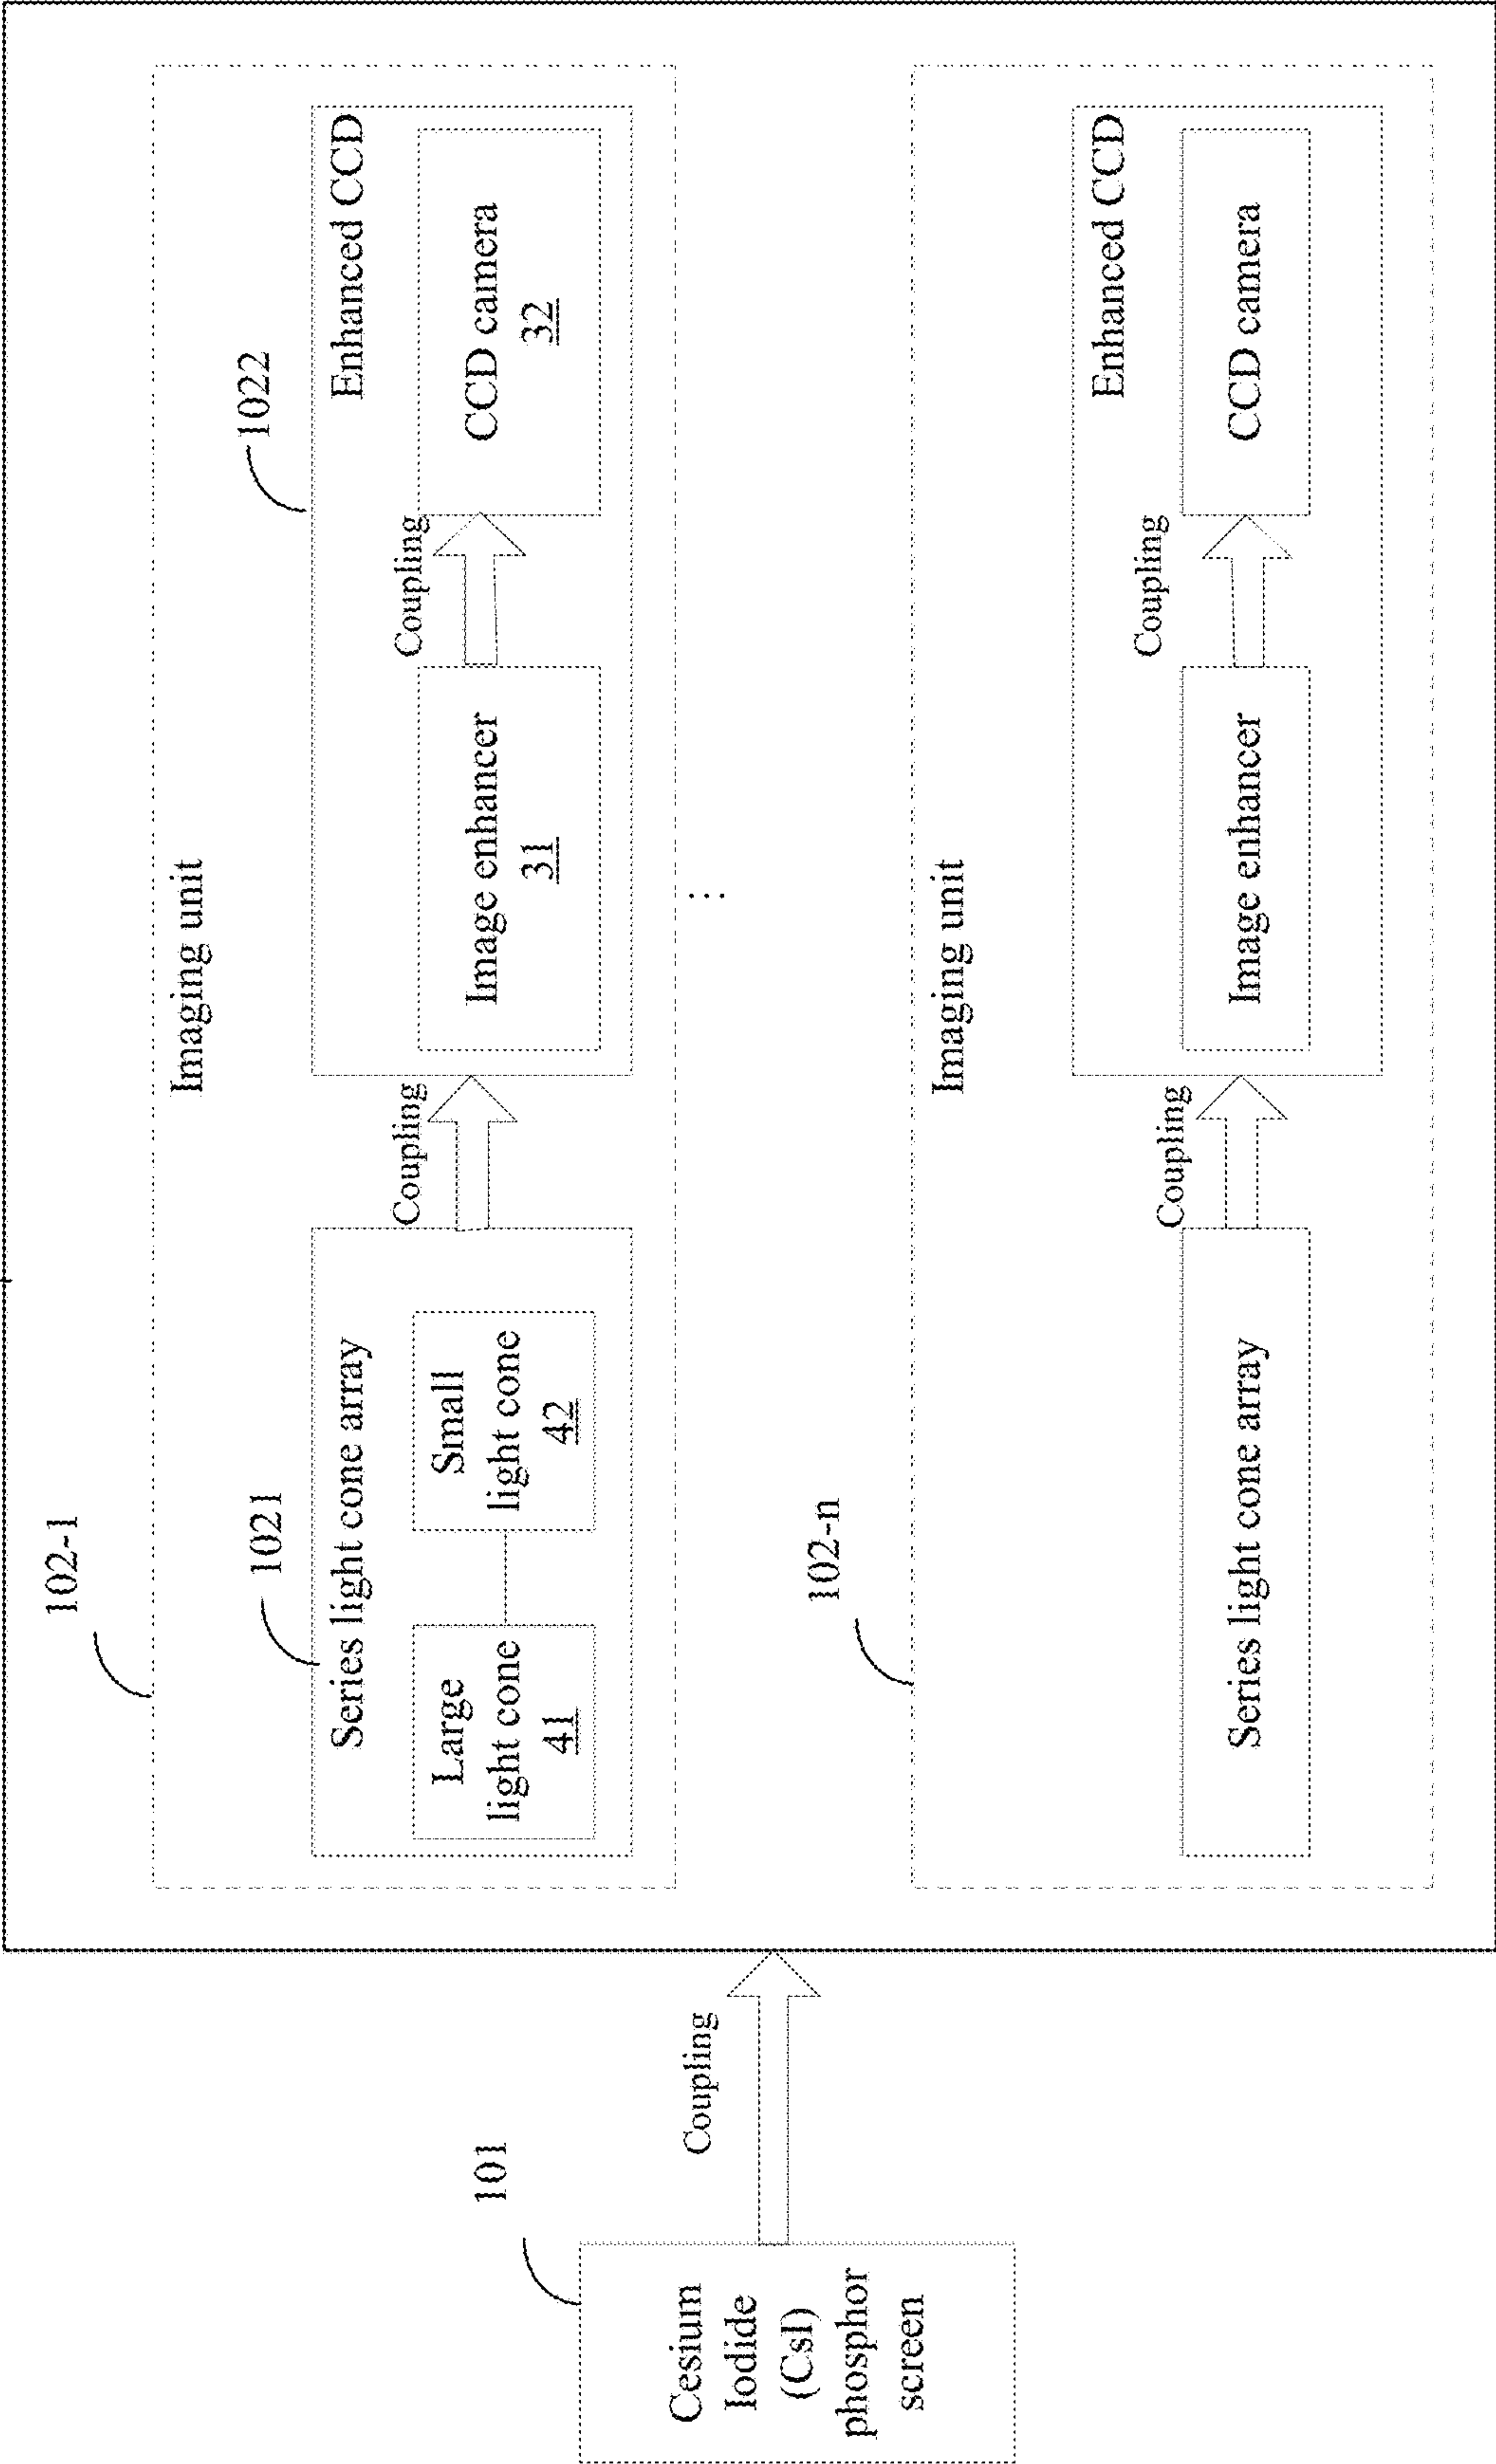 102-1
Imaging unit
1021
Series light cone array
Large
light cone
41
Small
light cone
42
Coupling
1022
Enhanced CCD
Image enhancer
31
Coupling
CCD camera
32
101
Cesium
Iodide
(CsI)
phosphor
screen
Coupling
...
102-n
Imaging unit
Series light cone array
Coupling
Enhanced CCD
Image enhancer
Coupling
CCD camera